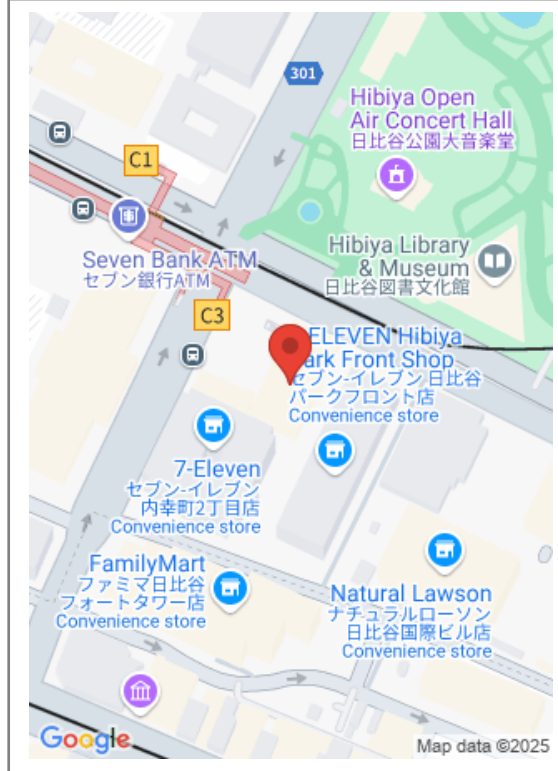 301
Hibiya Open
Air Concert Hall
日比谷公園大音楽堂
C1
Seven Bank ATM
セブン銀行ATM
Hibiya Library
& Museum
日比谷図書文化館
C3
ELEVEN Hibiya
ark Front Shop
セブン-イレブン 日比谷
パークフロント店
Convenience store
7-Eleven
セブン-イレブン
内幸町2丁目店
Convenience store
FamilyMart
ファミマ日比谷
フォートタワー店
Convenience store
Natural Lawson
ナチュラルローソン
日比谷国際ビル店
Convenience store
Google
Map data ©2025